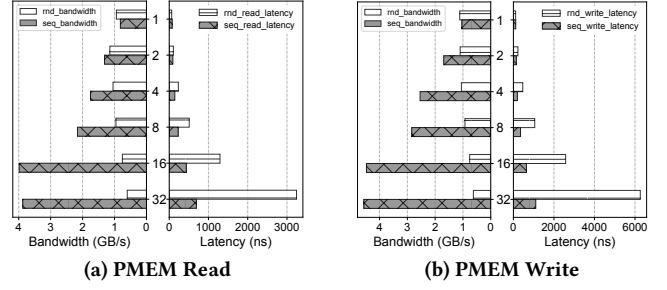 rnd_bandwidth
seq_bandwidth
rnd_read_latency
seq_read_latency
1
2
4
8
16
32
4 3 2 1 0
0 1000 2000 3000
Bandwidth (GB/s)
Latency (ns)
(a) PMEM Read
rnd_bandwidth
seq_bandwidth
rnd_write_latency
seq_write_latency
1
2
4
8
16
32
4 3 2 1 0
0 2000 4000 6000
Bandwidth (GB/s)
Latency (ns)
(b) PMEM Write